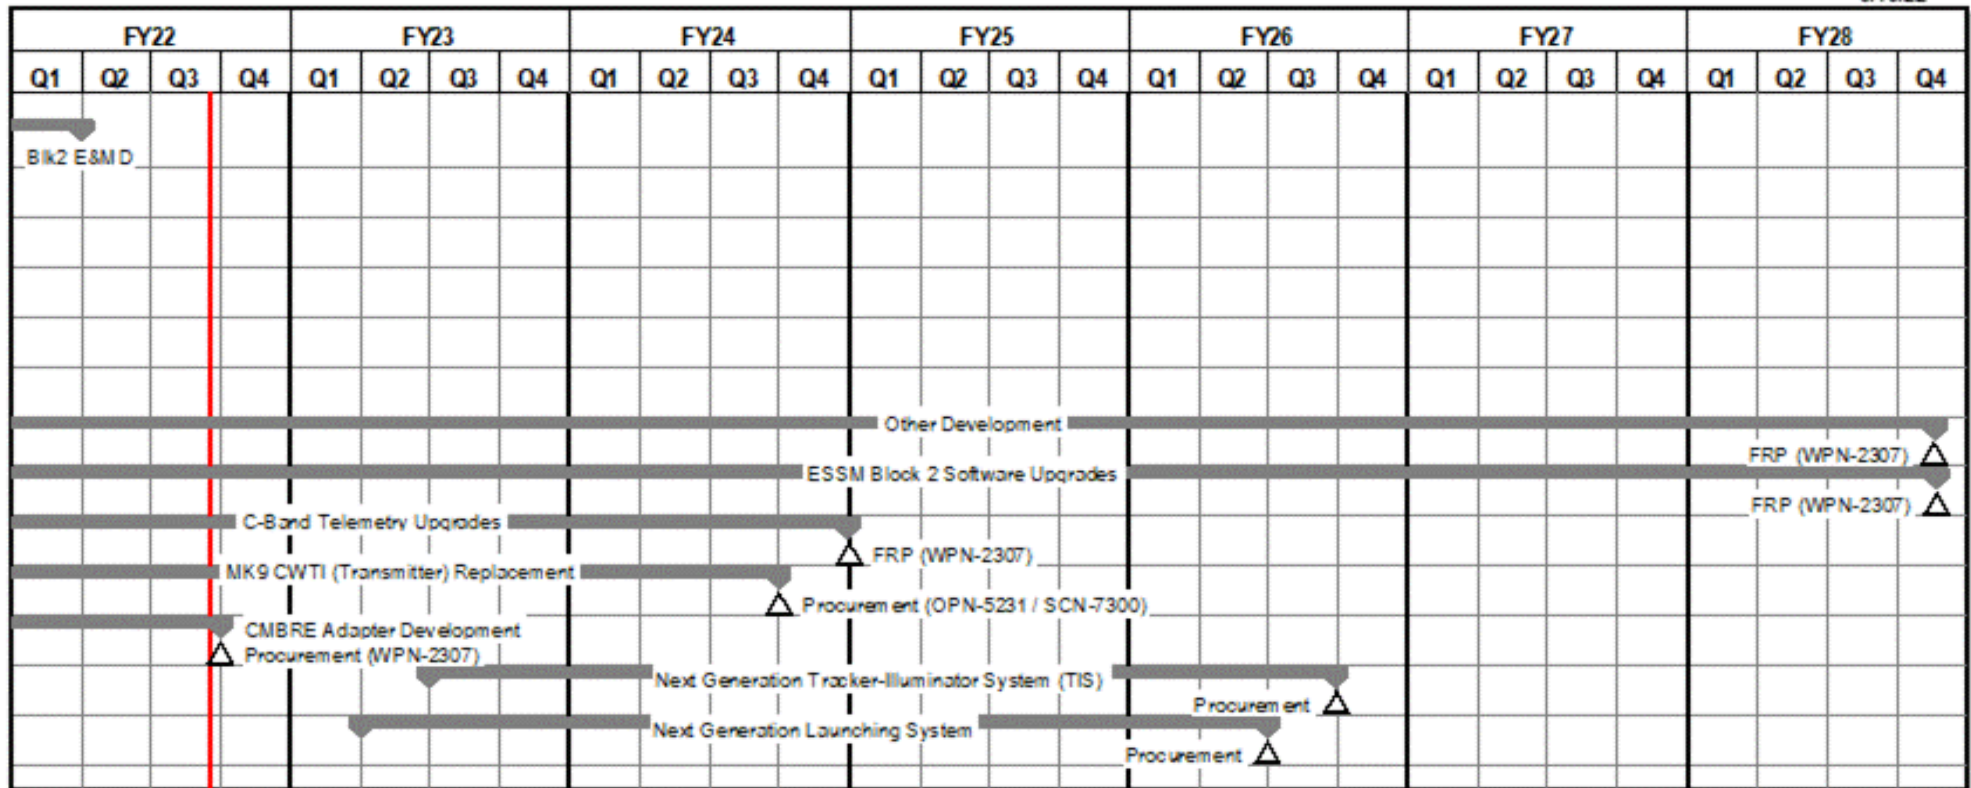 FY22 FY23 FY24 FY25 FY26 FY27 FY28
Q1 Q2 Q3 Q4 Q1 Q2 Q3 Q4 Q1 Q2 Q3 Q4 Q1 Q2 Q3 Q4 Q1 Q2 Q3 Q4 Q1 Q2 Q3 Q4 Q1 Q2 Q3 Q4
Blk2 E&MD
Other Development
FRP (WPN-2307)
ESSM Block 2 Software Upgrades
FRP (WPN-2307)
C-Band Telemetry Upgrades
FRP (WPN-2307)
MK9 CWTI (Transmitter) Replacement
Procurement (OPN-5231 / SCN-7300)
CMBRE Adapter Development
Procurement (WPN-2307)
Next Generation Tracker-Illuminator System (TIS)
Procurement
Next Generation Launching System
Procurement